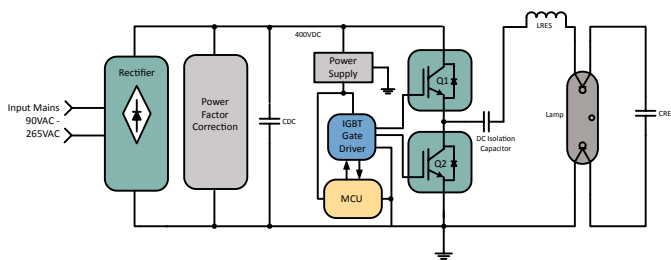 LRES
400VDC
Rectifier
Power
Supply
Q1
Input Mains
90VAC -
265VAC
Power
Factor
Correction
CDC
IGBT
Gate
Driver
DC Isolation
Capacitor
Lamp
CRE
Q2
MCU